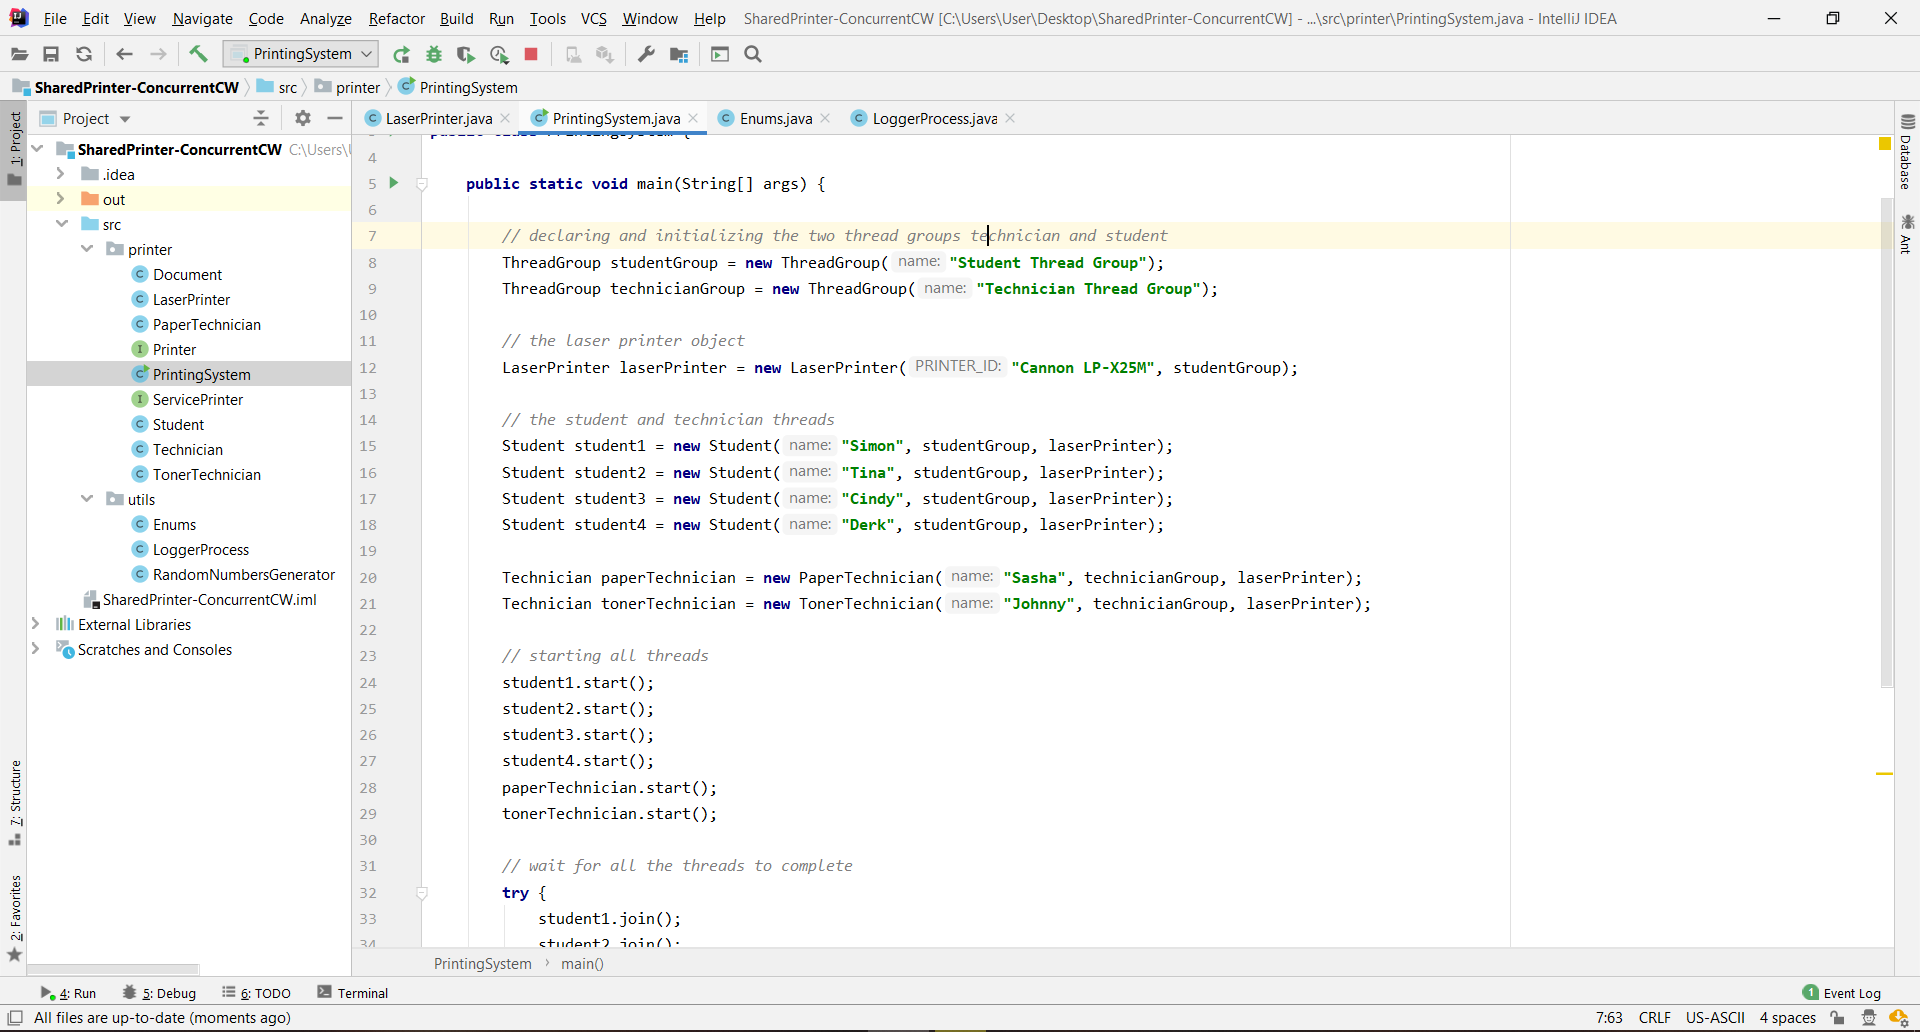 File Edit View Navigate Code Analyze Refactor Build Run Tools VCS Window Help SharedPrinter-ConcurrentCW [C:\Users\User\Desktop\SharedPrinter-ConcurrentCW] - ...\src\printer\PrintingSystem.java - IntelliJ IDEA
PrintingSystem
SharedPrinter-ConcurrentCW src printer PrintingSystem
Project
LaserPrinter.java PrintingSystem.java Enums.java LoggerProcess.java
1: Project
7: Structure
2: Favorites
SharedPrinter-ConcurrentCW C:\Users\
.idea
out
src
printer
Document
LaserPrinter
PaperTechnician
Printer
PrintingSystem
ServicePrinter
Student
Technician
TonerTechnician
utils
Enums
LoggerProcess
RandomNumbersGenerator
SharedPrinter-ConcurrentCW.iml
External Libraries
Scratches and Consoles
4
5 public static void main(String[] args) {
6
7 // declaring and initializing the two thread groups technician and student
8 ThreadGroup studentGroup = new ThreadGroup( name: "Student Thread Group");
9 ThreadGroup technicianGroup = new ThreadGroup( name: "Technician Thread Group");
10
11 // the laser printer object
12 LaserPrinter laserPrinter = new LaserPrinter( PRINTER_ID: "Cannon LP-X25M", studentGroup);
13
14 // the student and technician threads
15 Student student1 = new Student( name: "Simon", studentGroup, laserPrinter);
16 Student student2 = new Student( name: "Tina", studentGroup, laserPrinter);
17 Student student3 = new Student( name: "Cindy", studentGroup, laserPrinter);
18 Student student4 = new Student( name: "Derk", studentGroup, laserPrinter);
19
20 Technician paperTechnician = new PaperTechnician( name: "Sasha", technicianGroup, laserPrinter);
21 Technician tonerTechnician = new TonerTechnician( name: "Johnny", technicianGroup, laserPrinter);
22
23 // starting all threads
24 student1.start();
25 student2.start();
26 student3.start();
27 student4.start();
28 paperTechnician.start();
29 tonerTechnician.start();
30
31 // wait for all the threads to complete
32 try {
33 student1.join();
34 student2.join();
Database
Ant
PrintingSystem main()
4: Run 5: Debug 6: TODO Terminal 1 Event Log
All files are up-to-date (moments ago) 7:63 CRLF US-ASCII 4 spaces